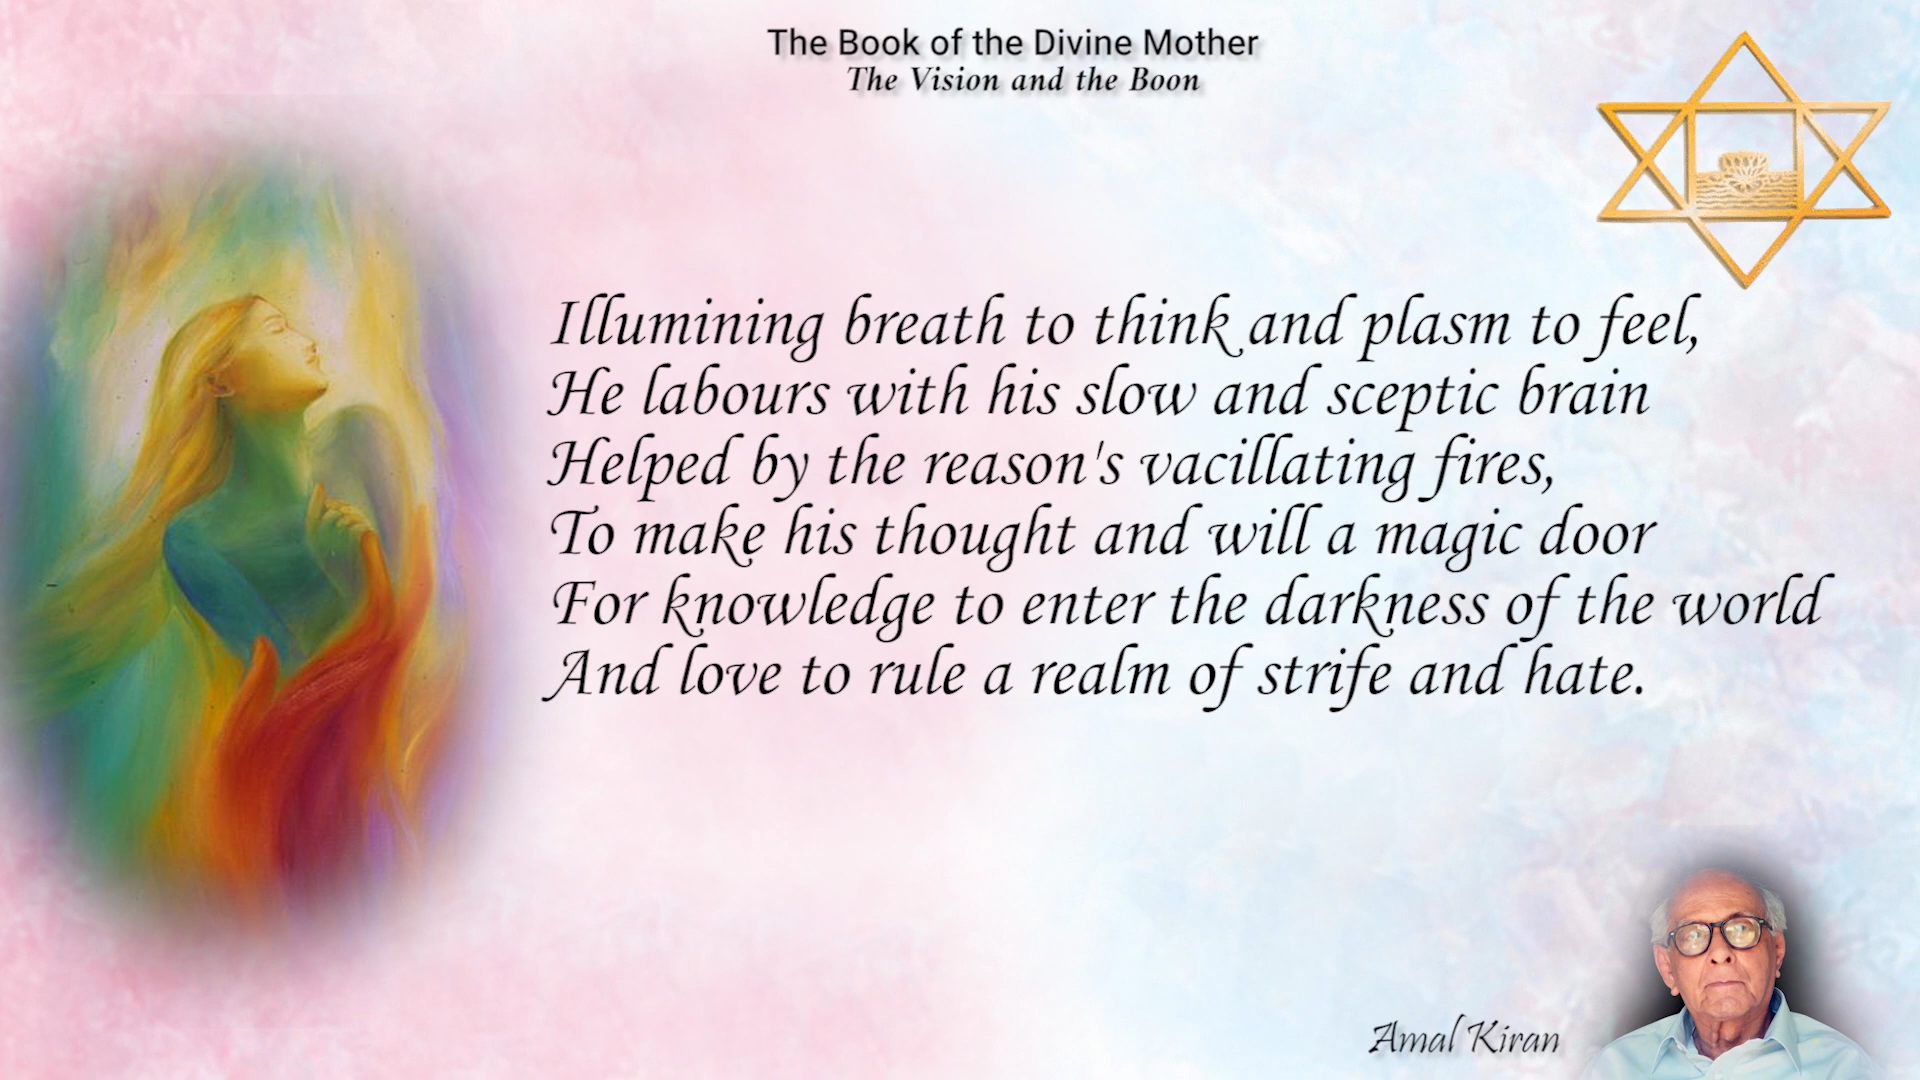 The Book of the Divine Mother
The Vision and the Boon
Illumining breath to think and plasm to feel,
He labours with his slow and sceptic brain
Helped by the reason's vacillating fires,
To make his thought and will a magic door
For knowledge to enter the darkness of the world
And love to rule a realm of strife and hate.
Amal Kiran